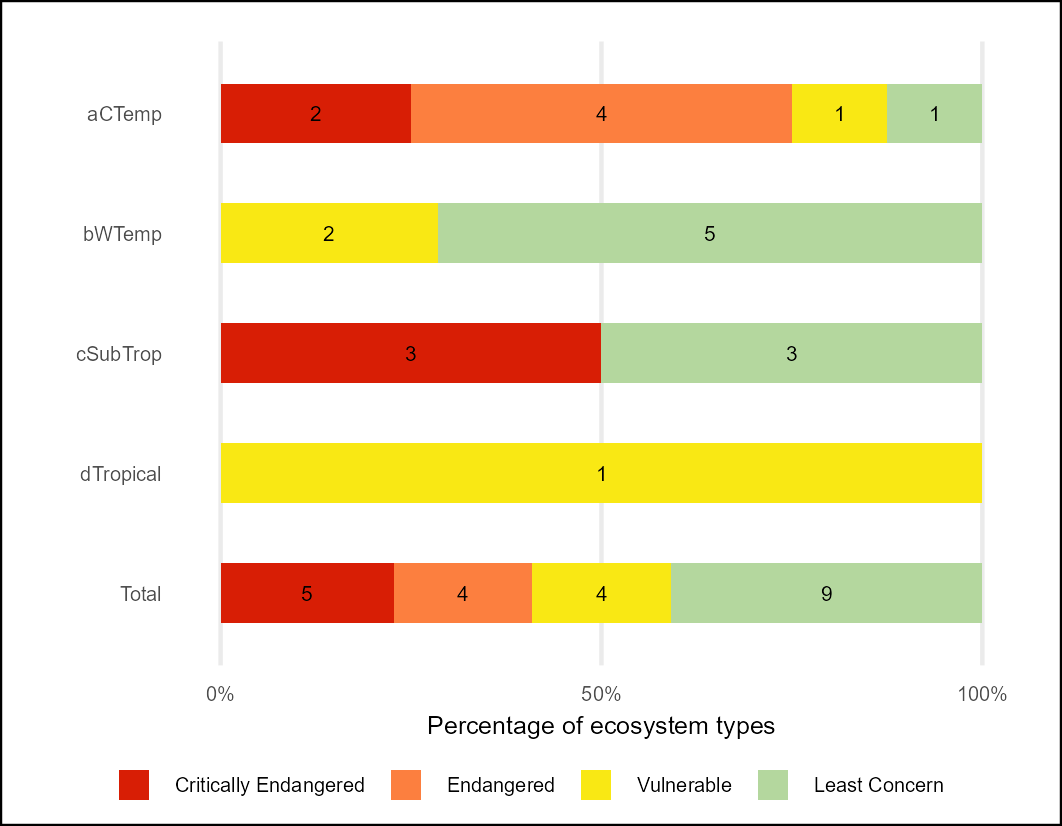 aCTemp 2 4 1 1
bWTemp 2 5
cSubTrop 3 3
dTropical 1
Total 5 4 4 9
0% 50% 100%
Percentage of ecosystem types
Critically Endangered Endangered Vulnerable Least Concern